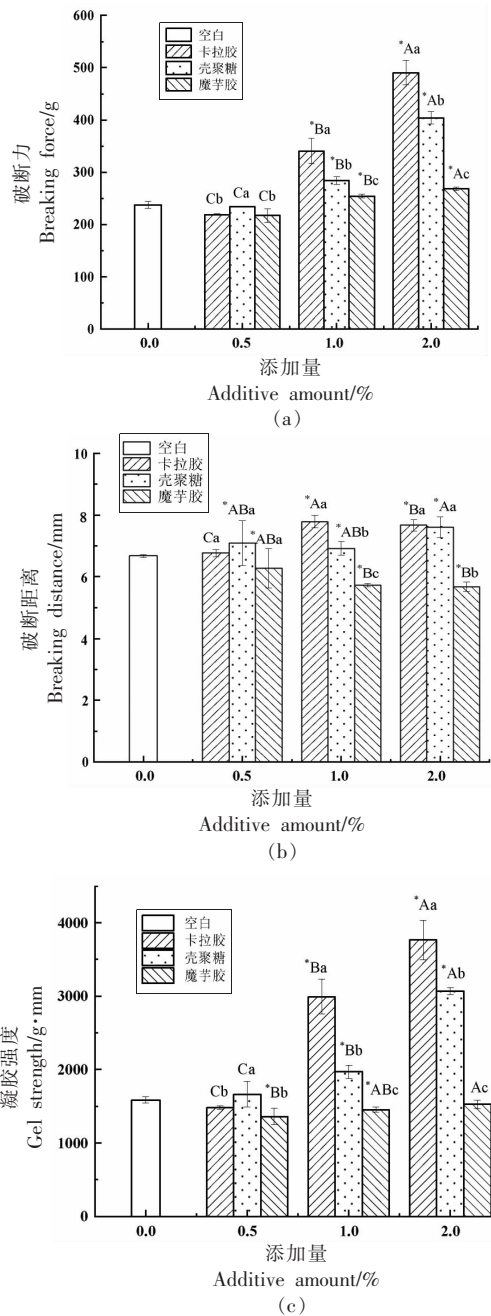 600
500
400
300
200
100
0
破断力
Breaking force/g
空白
卡拉胶
壳聚糖
魔芋胶
Cb
Ca
Cb
*Ba
*Bb
*Bc
*Aa
*Ab
*Ac
0.0
0.5
1.0
2.0
添加量
Additive amount/%
(a)
10
8
6
4
2
0
破断距离
Breaking distance/mm
空白
卡拉胶
壳聚糖
魔芋胶
Ca
*ABa
*ABa
*Aa
*ABb
*Bc
*Ba
*Aa
*Bb
0.0
0.5
1.0
2.0
添加量
Additive amount/%
(b)
4000
3000
2000
1000
0
凝胶强度
Gel strength/g·mm
空白
卡拉胶
壳聚糖
魔芋胶
Cb
Ca
*Bb
*Ba
*Bb
*ABc
*Aa
*Ab
Ac
0.0
0.5
1.0
2.0
添加量
Additive amount/%
(c)